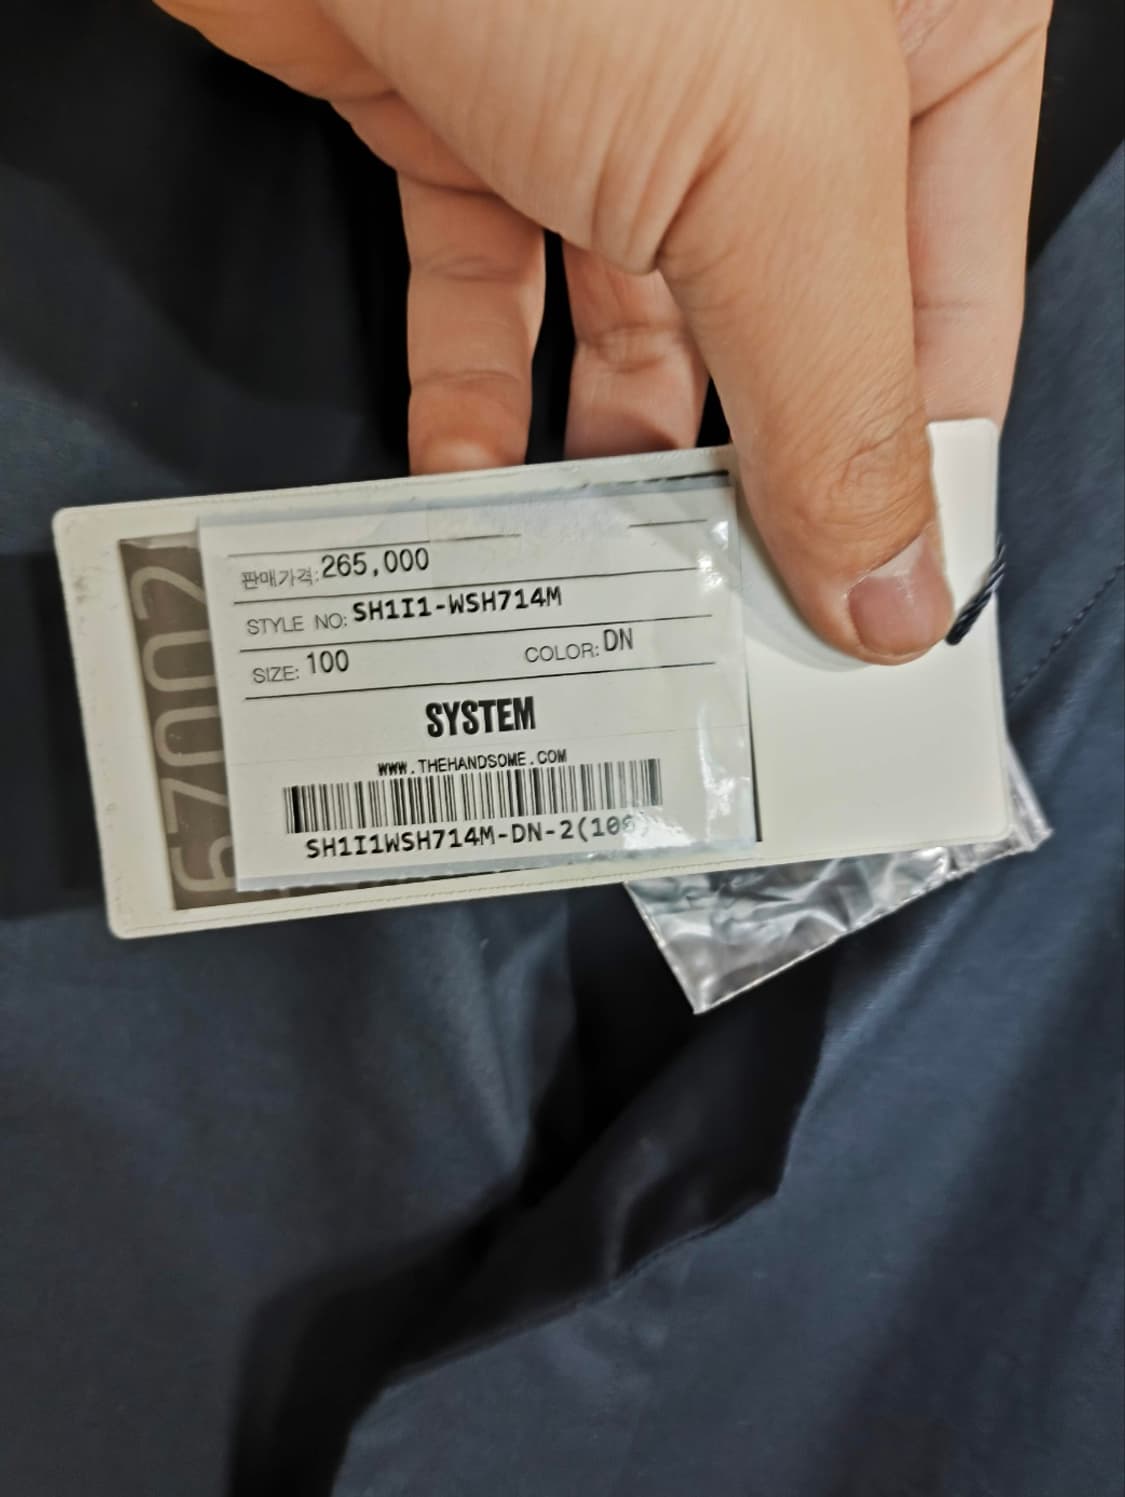 판매가격:265,000
STYLE NO: SH1I1-WSH714M
SIZE: 100 COLOR: DN
SYSTEM
WWW.THEHANDSOME.COM
SH1I1WSH714M-DN-2(100)